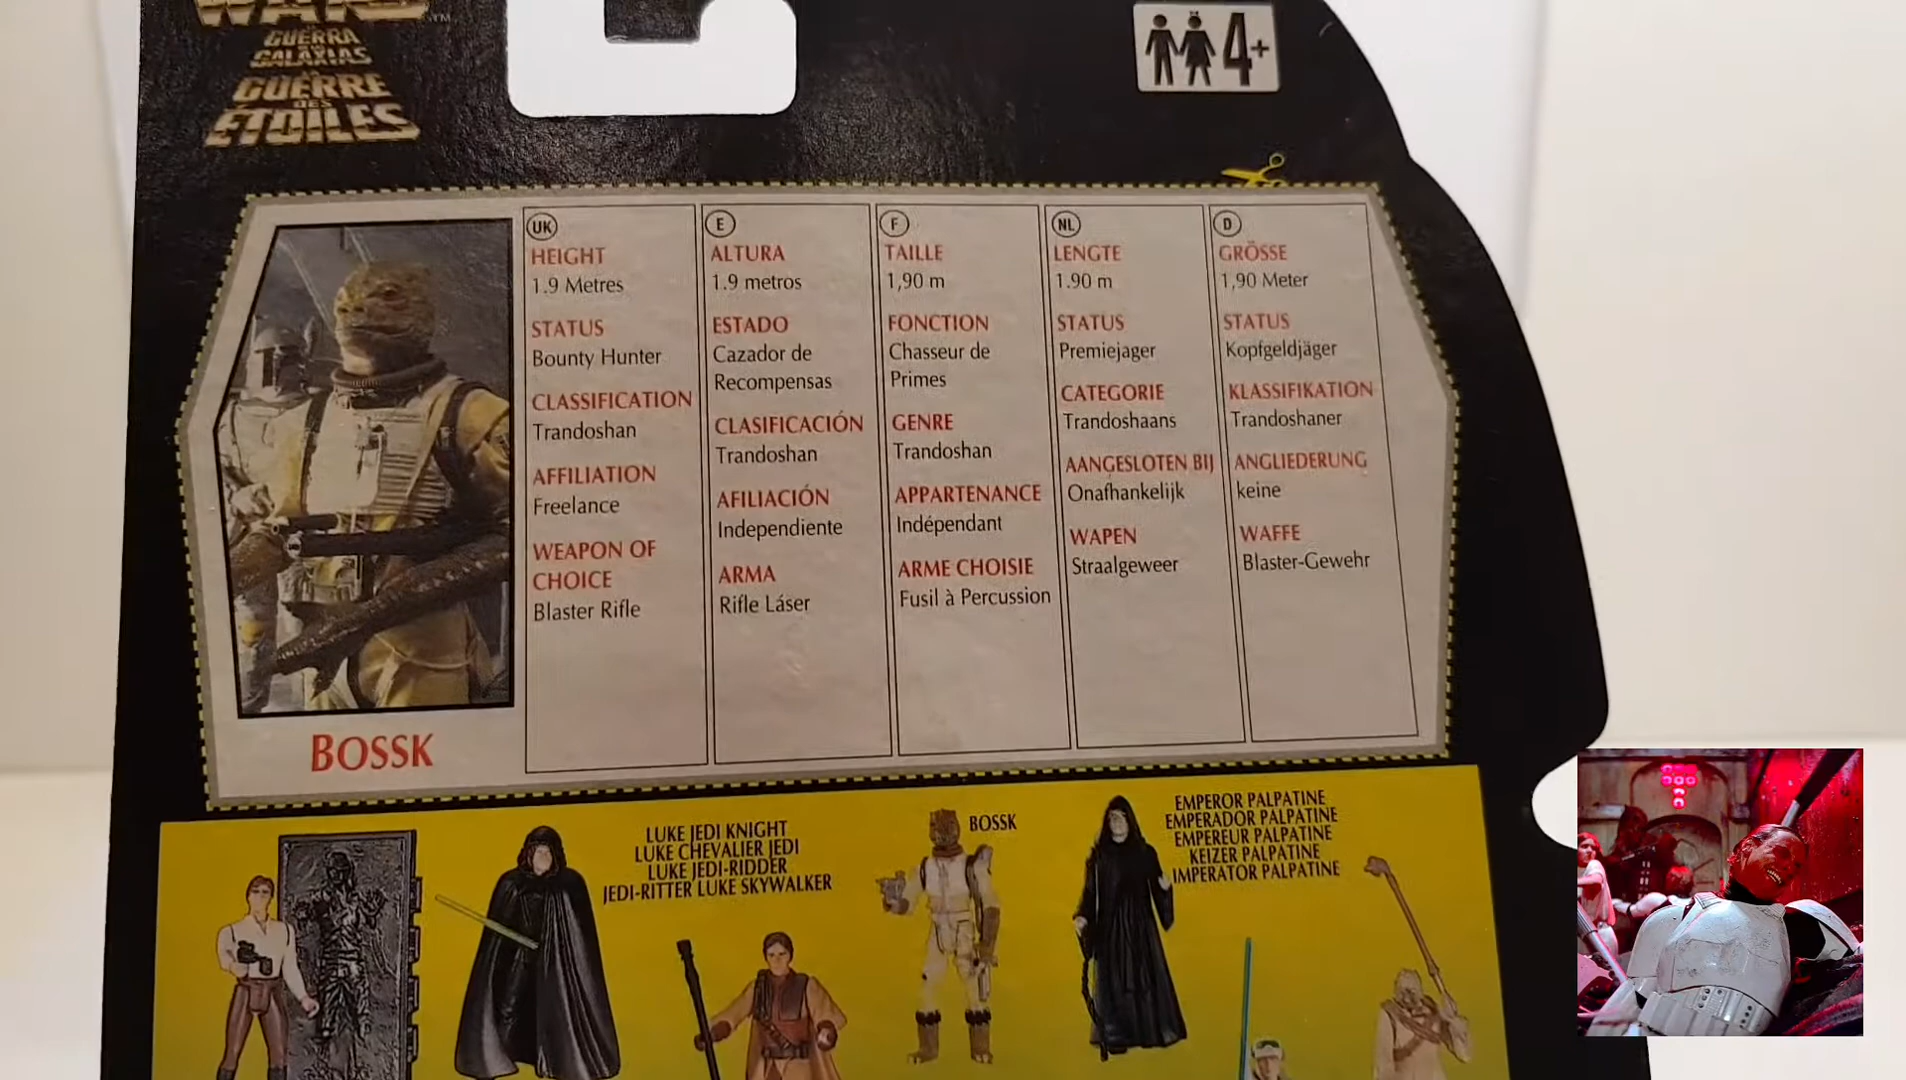 WARS
TM
GUERRA
DE LAS
GALAXIAS
LA
GUERRE
DES
ÉTOILES
4+
UK
HEIGHT
1.9 Metres
STATUS
Bounty Hunter
CLASSIFICATION
Trandoshan
AFFILIATION
Freelance
WEAPON OF
CHOICE
Blaster Rifle
E
ALTURA
1.9 metros
ESTADO
Cazador de
Recompensas
CLASIFICACIÓN
Trandoshan
AFILIACIÓN
Independiente
ARMA
Rifle Láser
F
TAILLE
1,90 m
FONCTION
Chasseur de
Primes
GENRE
Trandoshan
APPARTENANCE
Indépendant
ARME CHOISIE
Fusil à Percussion
NL
LENGTE
1.90 m
STATUS
Premiejager
CATEGORIE
Trandoshaans
AANGESLOTEN BIJ
Onafhankelijk
WAPEN
Straalgeweer
D
GRÖSSE
1,90 Meter
STATUS
Kopfgeldjäger
KLASSIFIKATION
Trandoshaner
ANGLIEDERUNG
keine
WAFFE
Blaster-Gewehr
BOSSK
LUKE JEDI KNIGHT
LUKE CHEVALIER JEDI
LUKE JEDI-RIDDER
JEDI-RITTER LUKE SKYWALKER
BOSSK
EMPEROR PALPATINE
EMPERADOR PALPATINE
EMPEREUR PALPATINE
KEIZER PALPATINE
IMPERATOR PALPATINE